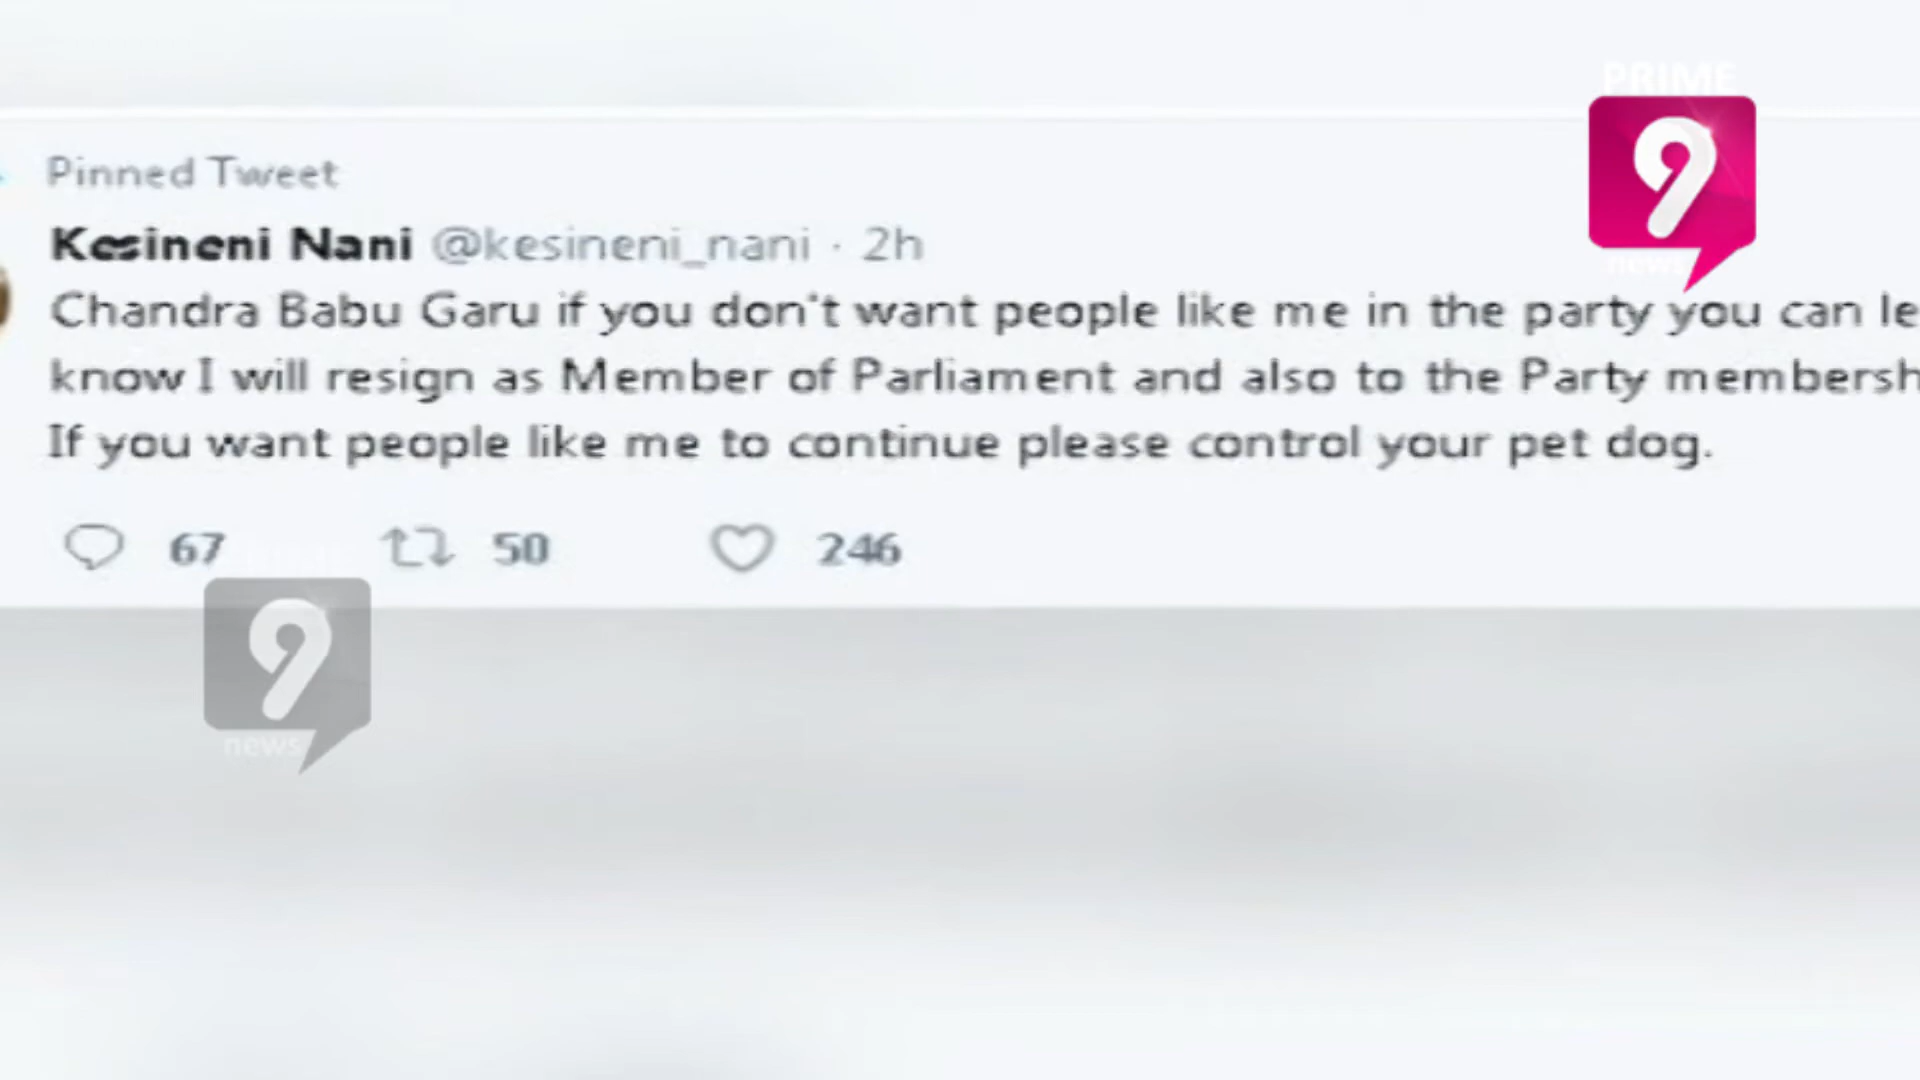 PRIME
9
news
Pinned Tweet
Kesineni Nani @kesineni_nani · 2h
Chandra Babu Garu if you don't want people like me in the party you can le
know I will resign as Member of Parliament and also to the Party membersh
If you want people like me to continue please control your pet dog.
67 50 246
PRIME
9
news